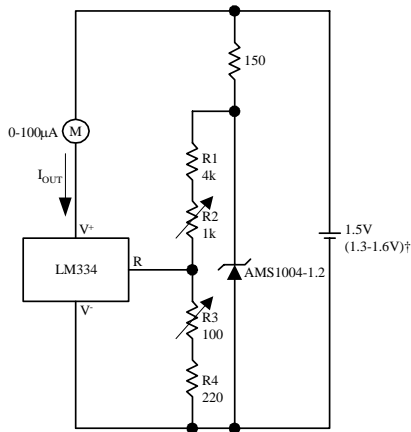 150
0-100µA
M
R1
4k
I_OUT
R2
1k
V+
1.5V
(1.3-1.6V)†
LM334
R
AMS1004-1.2
V-
R3
100
R4
220